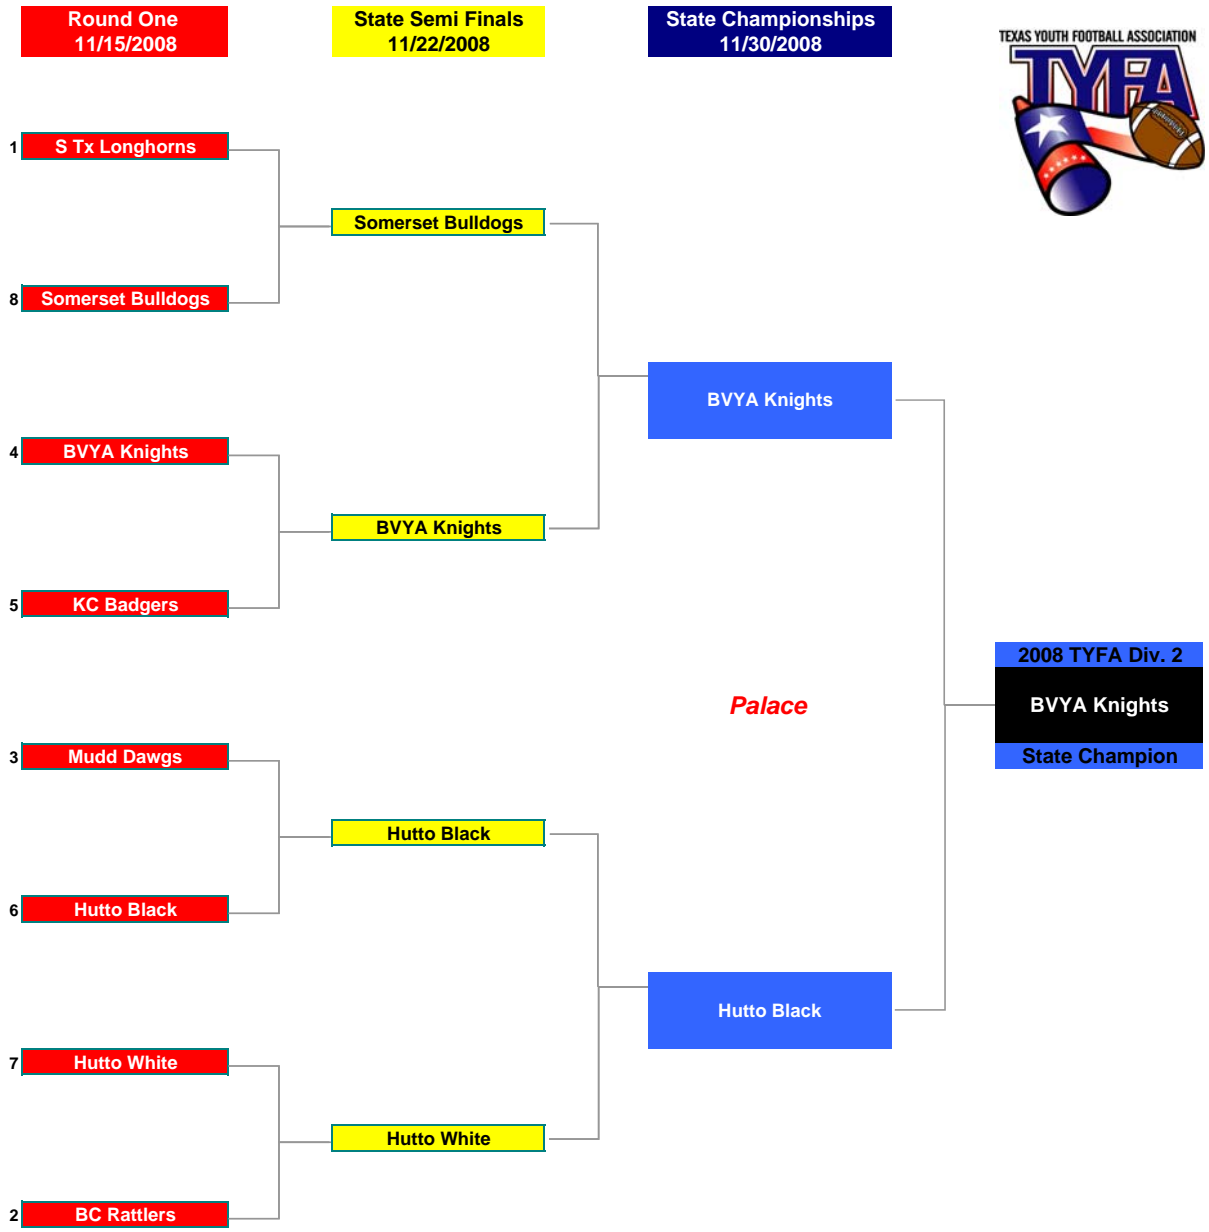 Round One
11/15/2008
State Semi Finals
11/22/2008
State Championships
11/30/2008
TEXAS YOUTH FOOTBALL ASSOCIATION
TYFA
1 S Tx Longhorns
Somerset Bulldogs
8 Somerset Bulldogs
BVYA Knights
4 BVYA Knights
BVYA Knights
5 KC Badgers
2008 TYFA Div. 2
Palace
BVYA Knights
State Champion
3 Mudd Dawgs
Hutto Black
6 Hutto Black
Hutto Black
7 Hutto White
Hutto White
2 BC Rattlers